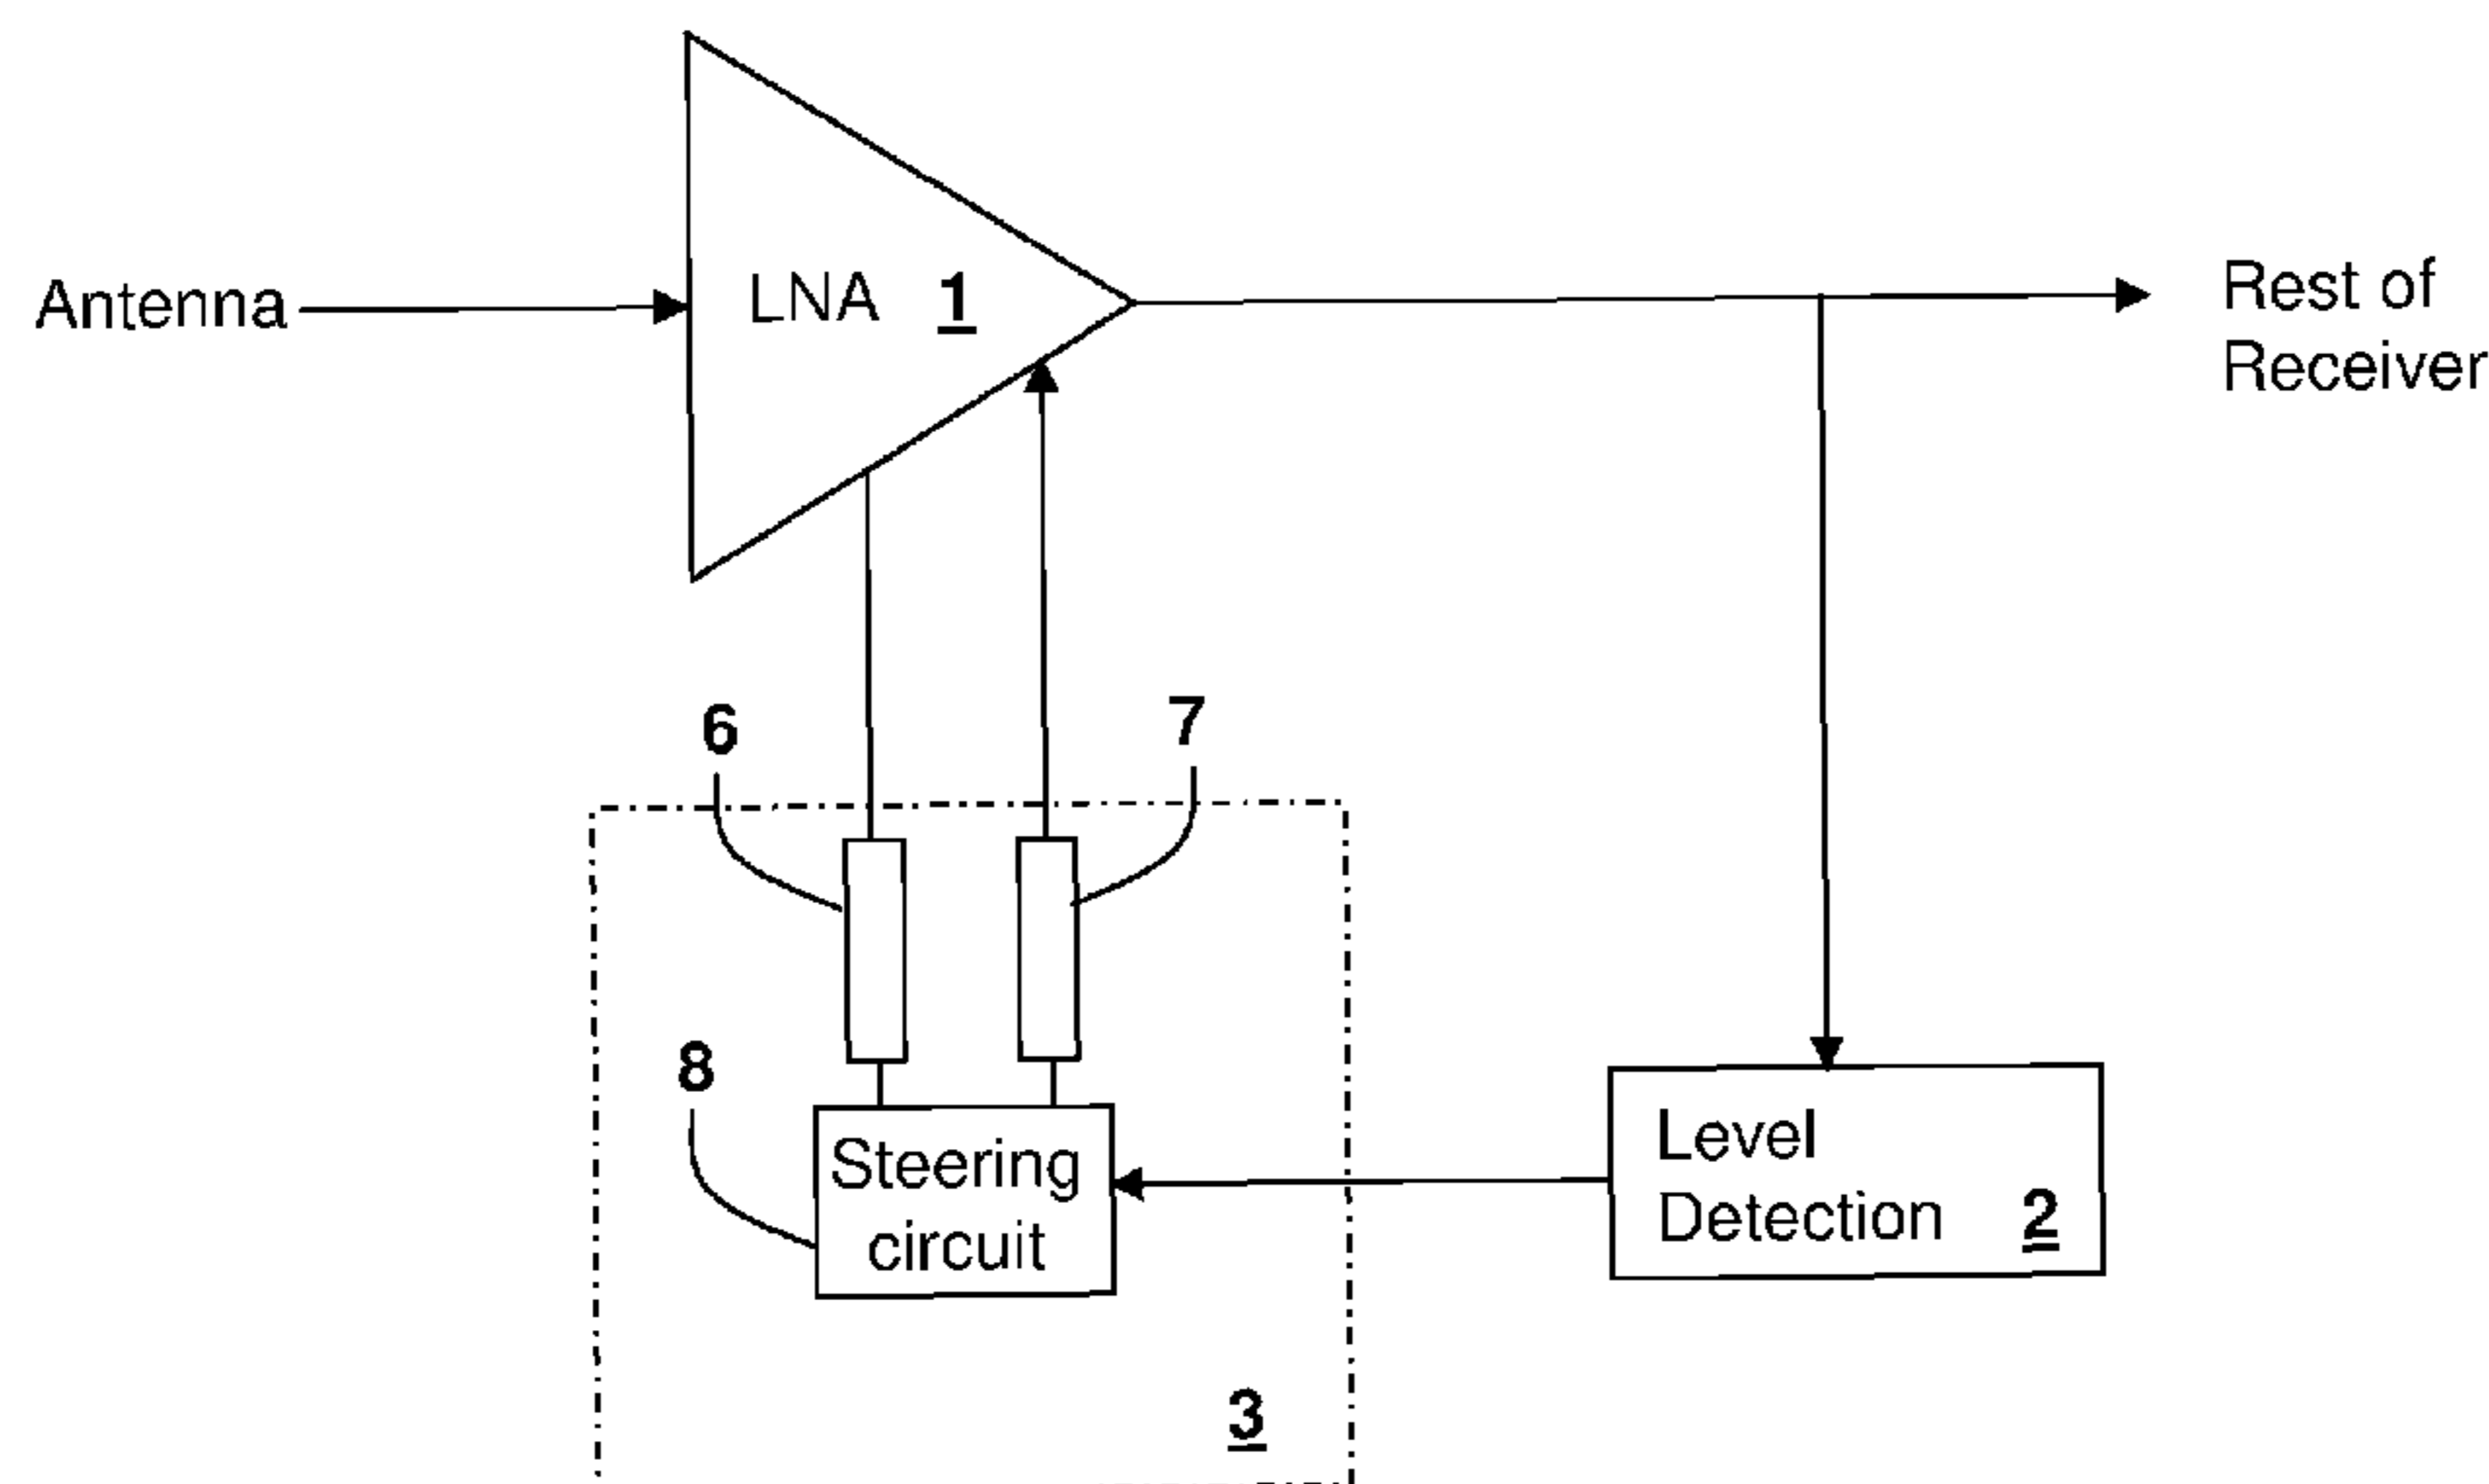 Antenna
LNA 1
Rest of
Receiver
6
7
8
Steering
circuit
Level
Detection 2
3